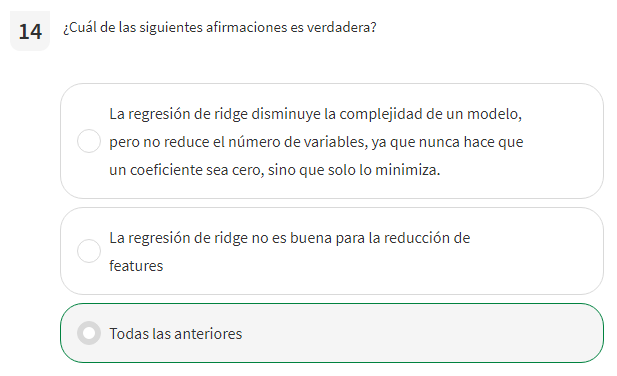 14
¿Cuál de las siguientes afirmaciones es verdadera?
La regresión de ridge disminuye la complejidad de un modelo,
pero no reduce el número de variables, ya que nunca hace que
un coeficiente sea cero, sino que solo lo minimiza.
La regresión de ridge no es buena para la reducción de
features
Todas las anteriores